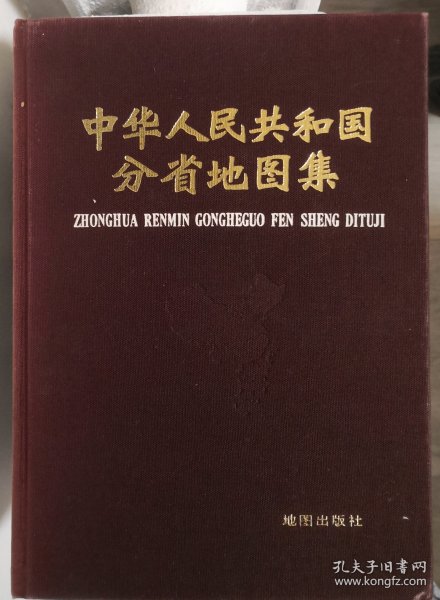 中华人民共和国
分省地图集
ZHONGHUA RENMIN GONGHEGUO FEN SHENG DITUJI
地图出版社
孔夫子旧书网
www.kongfz.com